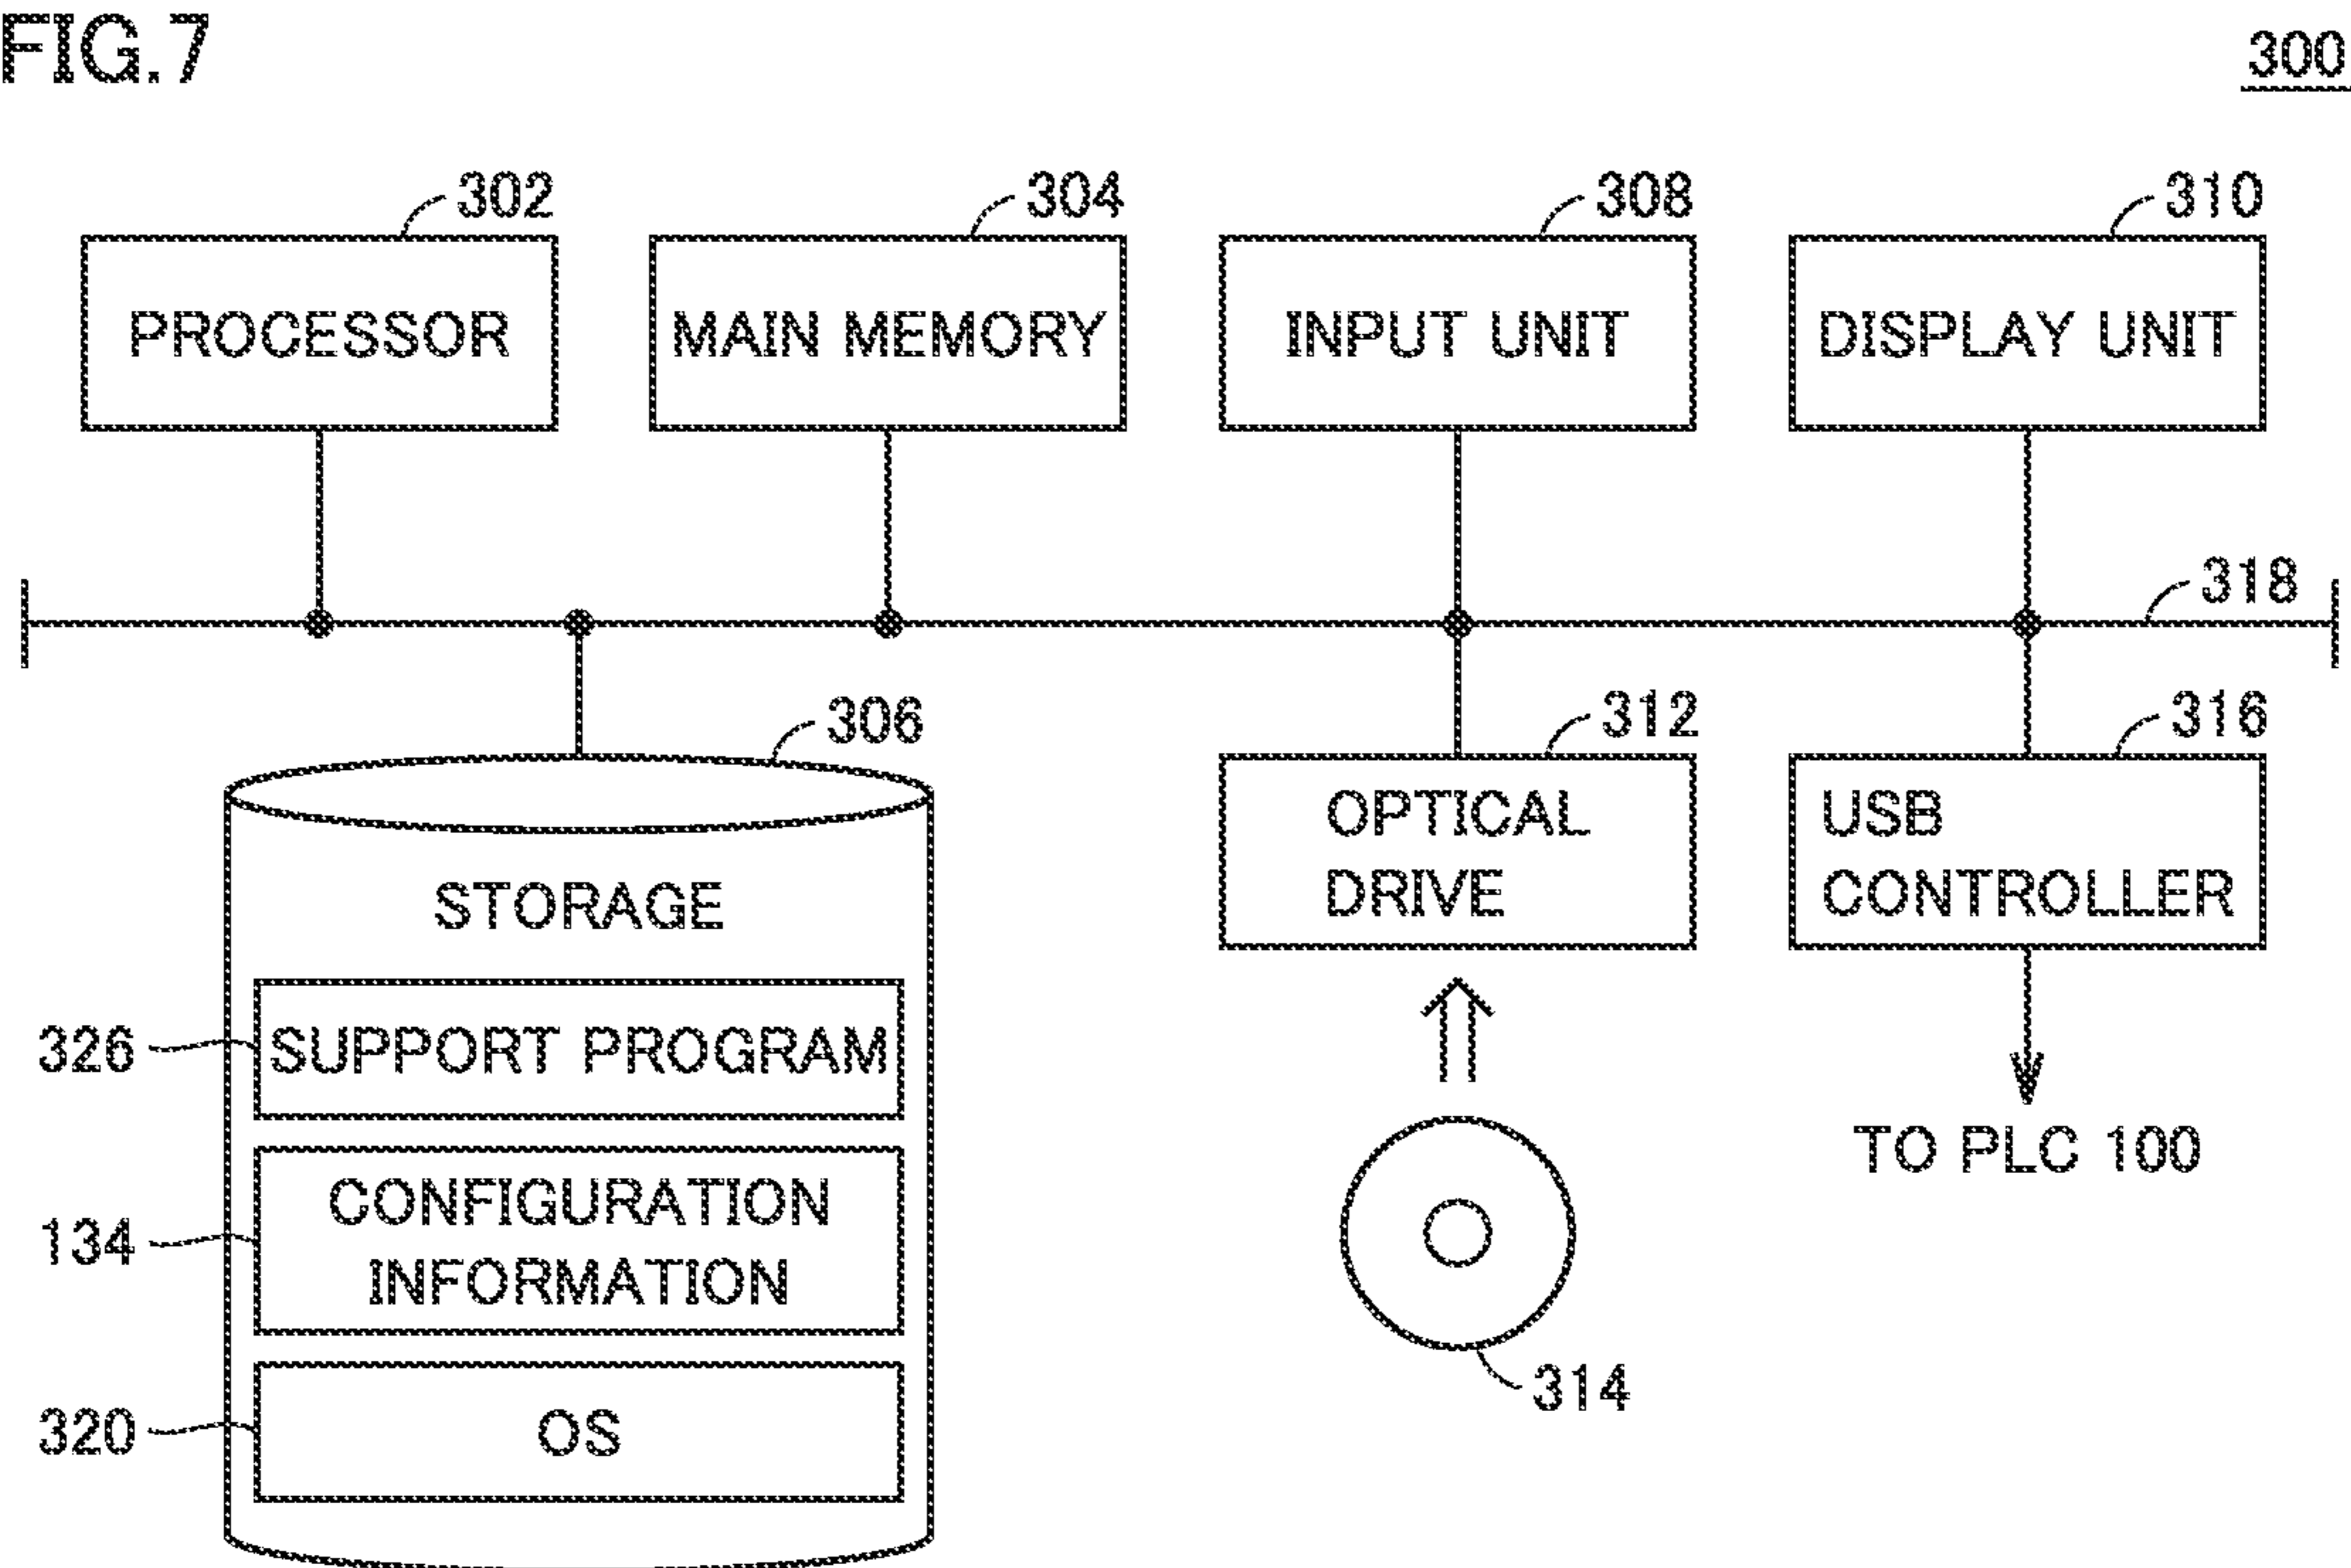 FIG.7
300
302
304
308
310
PROCESSOR
MAIN MEMORY
INPUT UNIT
DISPLAY UNIT
318
306
312
316
STORAGE
OPTICAL
DRIVE
USB
CONTROLLER
326
SUPPORT PROGRAM
134
CONFIGURATION
INFORMATION
TO PLC 100
314
320
OS